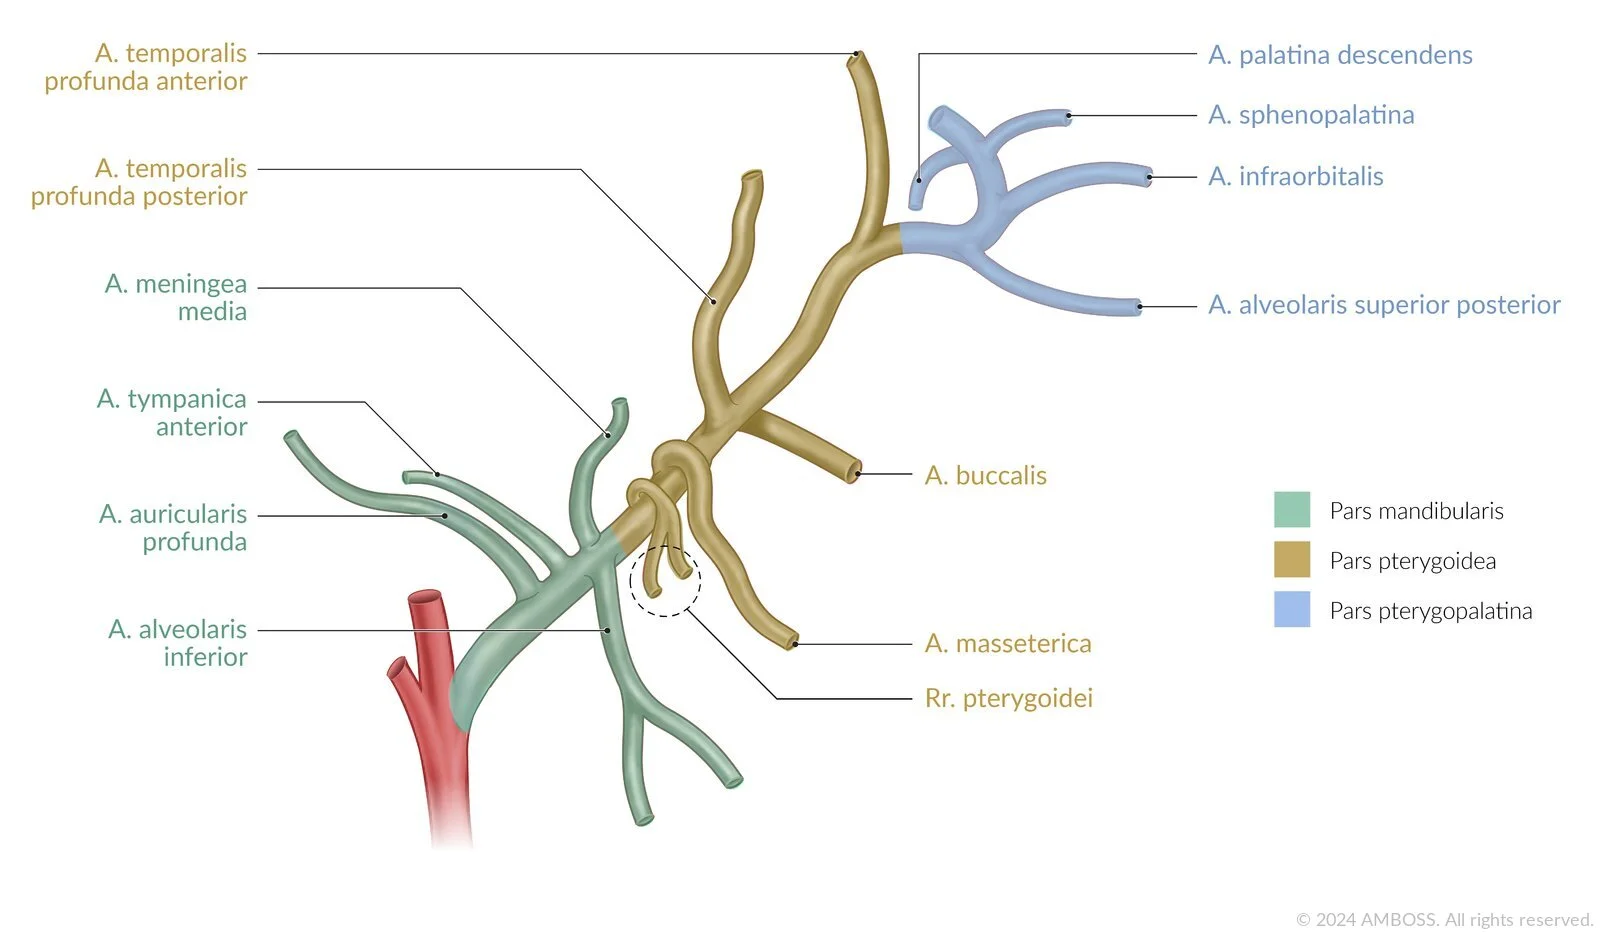 A. temporalis
profunda anterior
A. temporalis
profunda posterior
A. meningea
media
A. tympanica
anterior
A. auricularis
profunda
A. alveolaris
inferior
A. palatina descendens
A. sphenopalatina
A. infraorbitalis
A. alveolaris superior posterior
A. buccalis
A. masseterica
Rr. pterygoidei
Pars mandibularis
Pars pterygoidea
Pars pterygopalatina
© 2024 AMBOSS. All rights reserved.